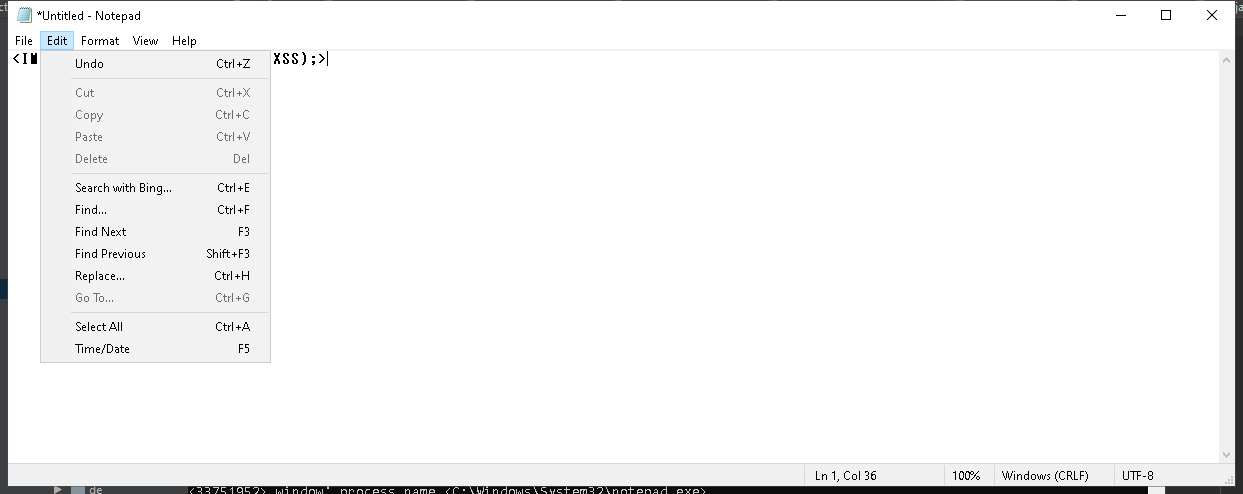 *Untitled - Notepad
File Edit Format View Help
<IM XSS);>
Undo Ctrl+Z
Cut Ctrl+X
Copy Ctrl+C
Paste Ctrl+V
Delete Del
Search with Bing... Ctrl+E
Find... Ctrl+F
Find Next F3
Find Previous Shift+F3
Replace... Ctrl+H
Go To... Ctrl+G
Select All Ctrl+A
Time/Date F5
Ln 1, Col 36 100% Windows (CRLF) UTF-8
de <33751952> window' process name <C:\Windows\System32\notepad.exe>